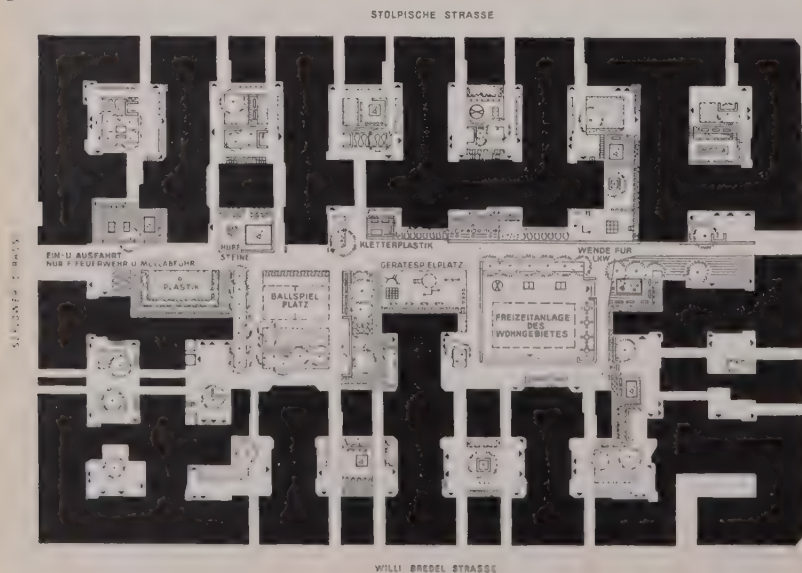 STOLPISCHE STRASSE
EIN-U AUSFAHRT
NUR F FEUERWEHR U MÜLLABFUHR
HÜPF
STEINE
KLETTERPLASTIK
WENDE FÜR
LKW
PLASTIK
BALLSPIEL
PLATZ
GERÄTESPIELPLATZ
FREIZEITANLAGE
DES
WOHNGEBIETES
WILLI BREDEL STRASSE